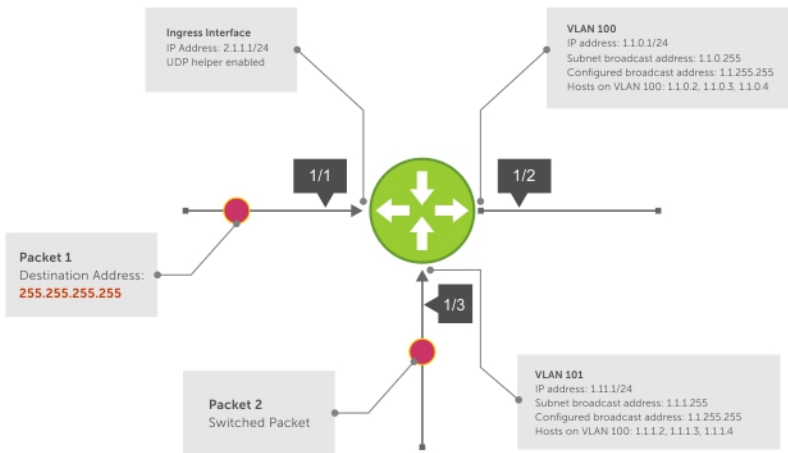 Ingress Interface
IP Address: 2.1.1.1/24
UDP helper enabled
VLAN 100
IP address: 1.1.0.1/24
Subnet broadcast address: 1.1.0.255
Configured broadcast address: 1.1.255.255
Hosts on VLAN 100: 1.1.0.2, 1.1.0.3, 1.1.0.4
1/1
1/2
Packet 1
Destination Address:
255.255.255.255
1/3
Packet 2
Switched Packet
VLAN 101
IP address: 1.11.1/24
Subnet broadcast address: 1.1.1.255
Configured broadcast address: 1.1.255.255
Hosts on VLAN 100: 1.1.1.2, 1.1.1.3, 1.1.1.4